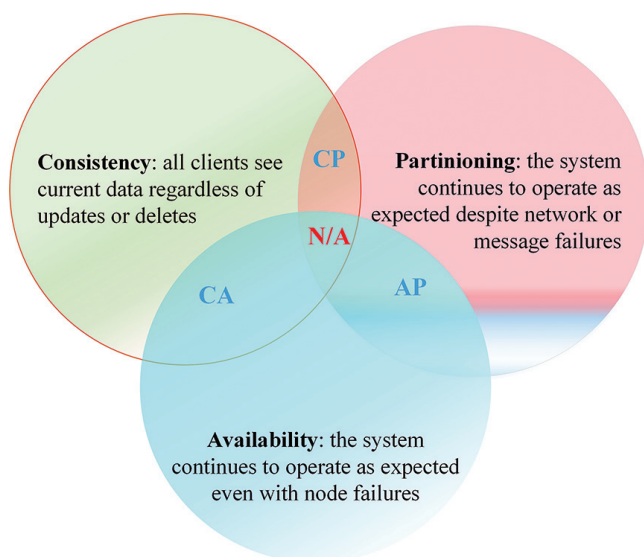 Consistency: all clients see
current data regardless of
updates or deletes
CP
Partinioning: the system
continues to operate as
expected despite network or
message failures
N/A
CA
AP
Availability: the system
continues to operate as expected
even with node failures